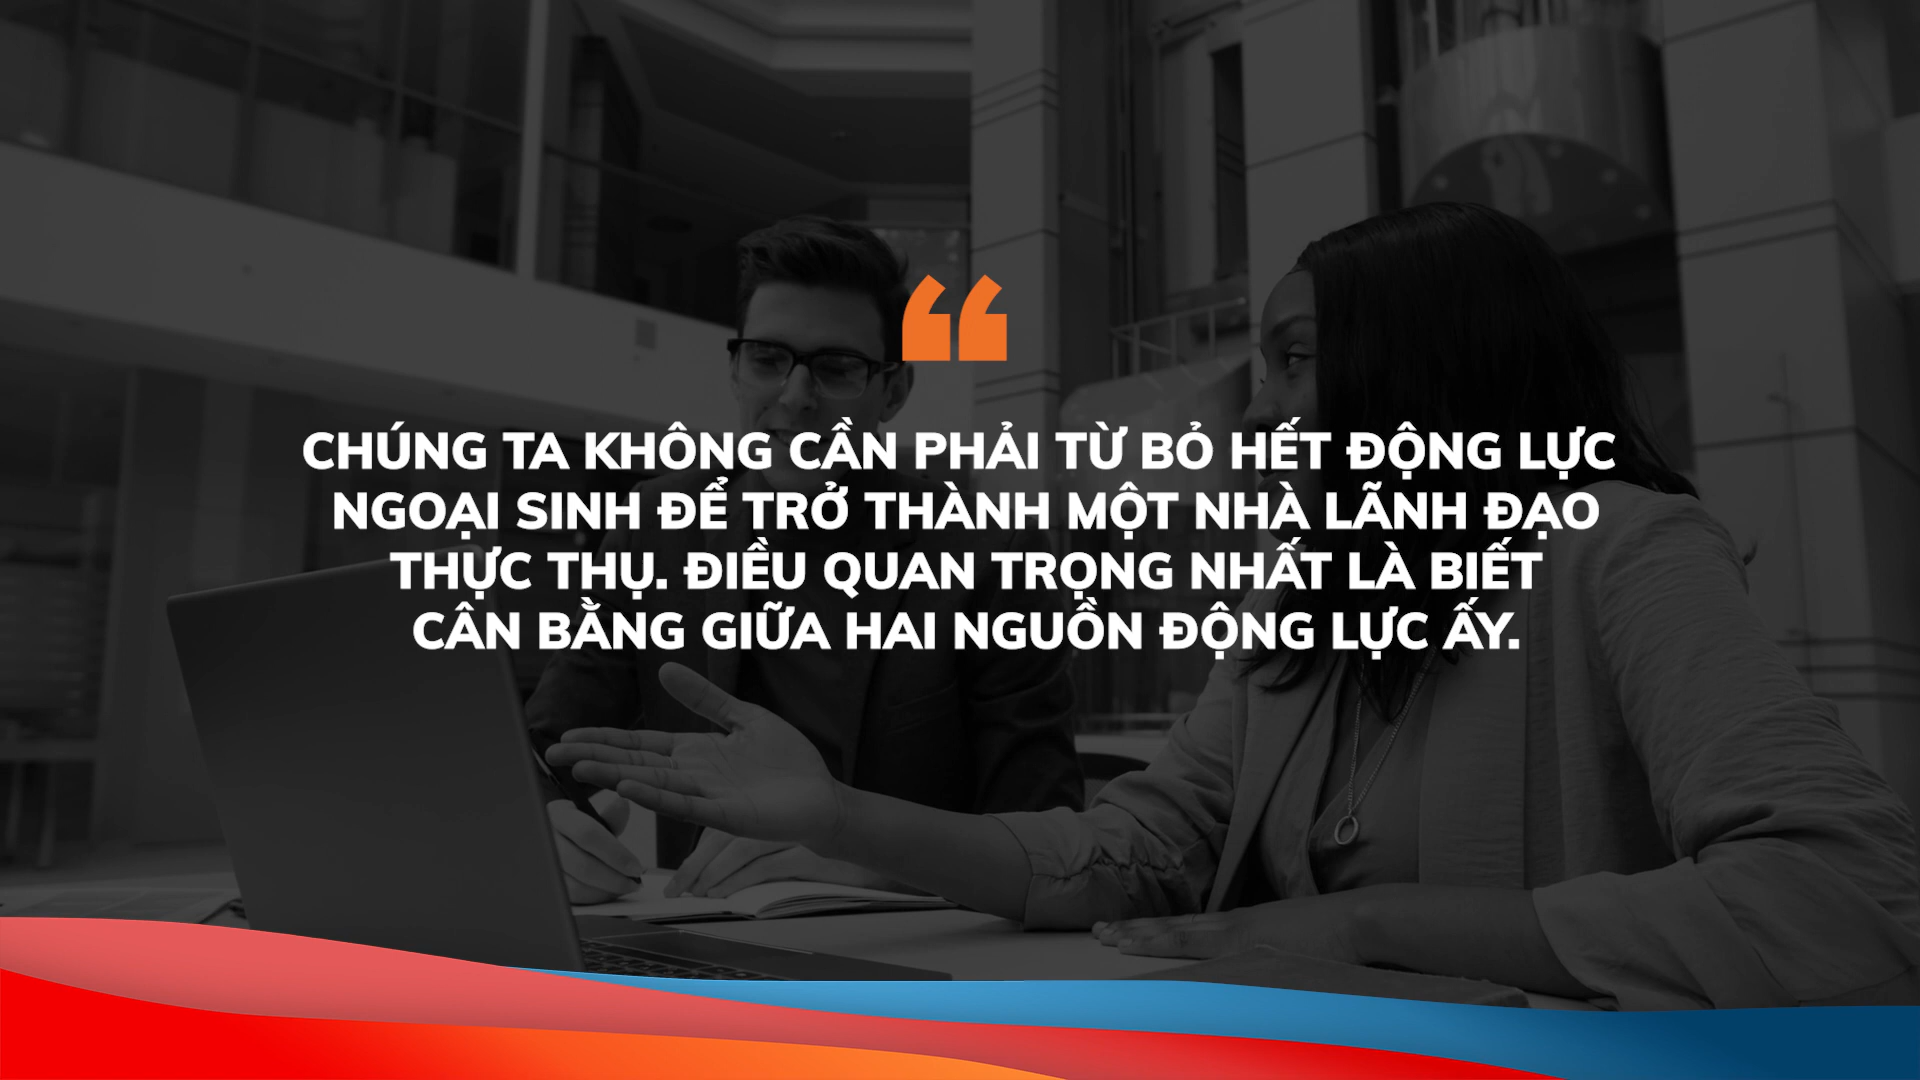 CHÚNG TA KHÔNG CẦN PHẢI TỪ BỎ HẾT ĐỘNG LỰC
NGOẠI SINH ĐỂ TRỞ THÀNH MỘT NHÀ LÃNH ĐẠO
THỰC THỤ. ĐIỀU QUAN TRỌNG NHẤT LÀ BIẾT
CÂN BẰNG GIỮA HAI NGUỒN ĐỘNG LỰC ẤY.